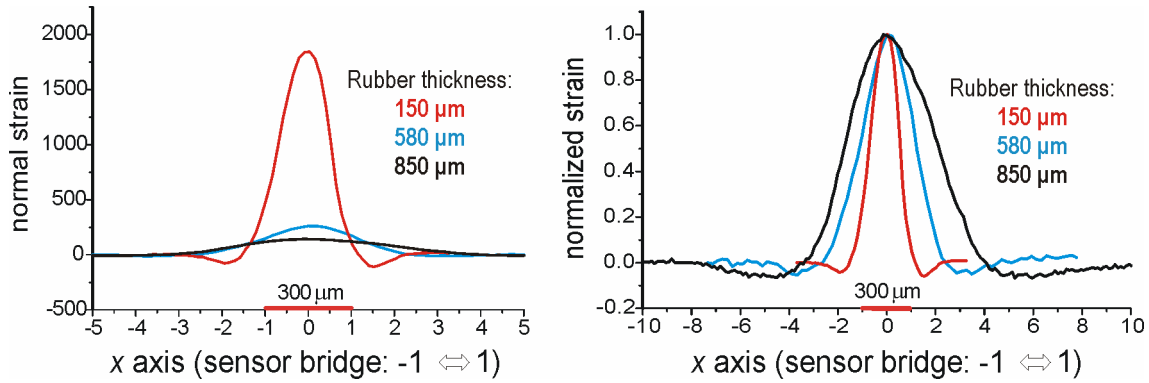 normal strain
2000
1500
1000
500
0
-500
Rubber thickness:
150 µm
580 µm
850 µm
300 µm
-5 -4 -3 -2 -1 0 1 2 3 4 5
x axis (sensor bridge: -1 ⇔ 1)
normalized strain
1.0
0.8
0.6
0.4
0.2
0.0
-0.2
Rubber thickness:
150 µm
580 µm
850 µm
300 µm
-10 -8 -6 -4 -2 0 2 4 6 8 10
x axis (sensor bridge: -1 ⇔ 1)